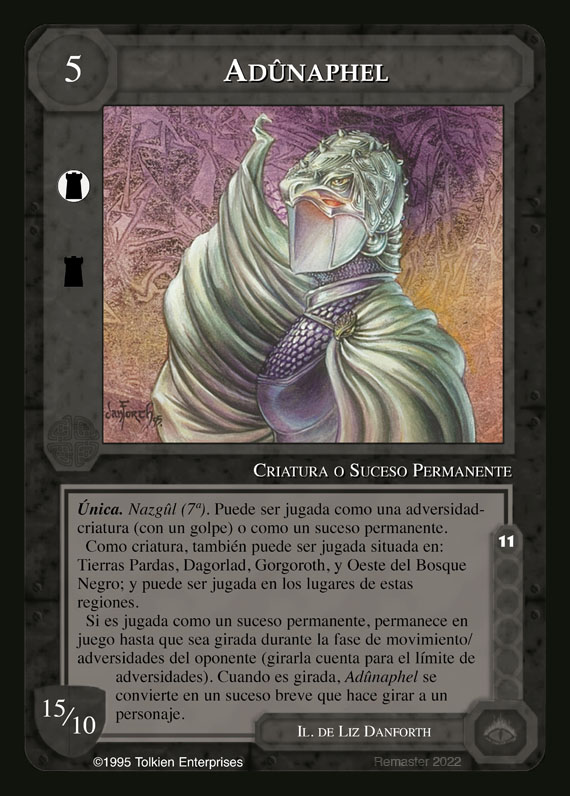 5
ADÛNAPHEL
danForth 95.
CRIATURA O SUCESO PERMANENTE
Única. Nazgûl (7ª). Puede ser jugada como una adversidad-
criatura (con un golpe) o como un suceso permanente.
Como criatura, también puede ser jugada situada en:
Tierras Pardas, Dagorlad, Gorgoroth, y Oeste del Bosque
Negro; y puede ser jugada en los lugares de estas
regiones.
Si es jugada como un suceso permanente, permanece en
juego hasta que sea girada durante la fase de movimiento/
adversidades del oponente (girarla cuenta para el límite de
adversidades). Cuando es girada, Adûnaphel se
convierte en un suceso breve que hace girar a un
personaje.
11
15/10
IL. DE LIZ DANFORTH
©1995 Tolkien Enterprises
Remaster 2022